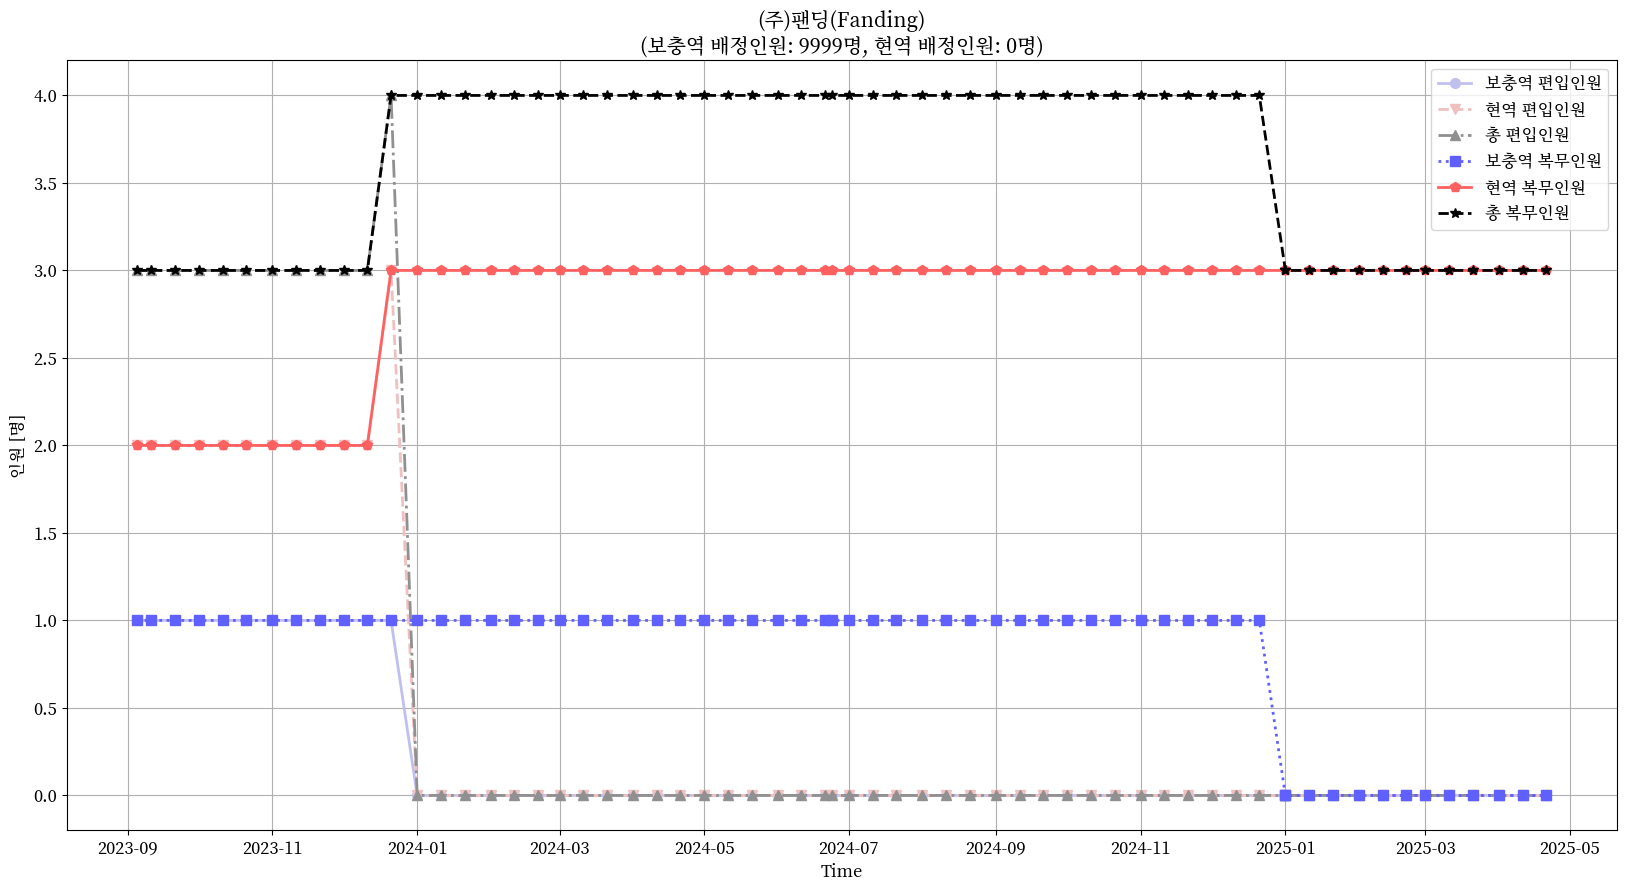 (주)팬딩(Fanding)
(보충역 배정인원: 9999명, 현역 배정인원: 0명)
보충역 편입인원
현역 편입인원
총 편입인원
보충역 복무인원
현역 복무인원
총 복무인원
인원 [명]
4.0
3.5
3.0
2.5
2.0
1.5
1.0
0.5
0.0
2023-09 2023-11 2024-01 2024-03 2024-05 2024-07 2024-09 2024-11 2025-01 2025-03 2025-05
Time